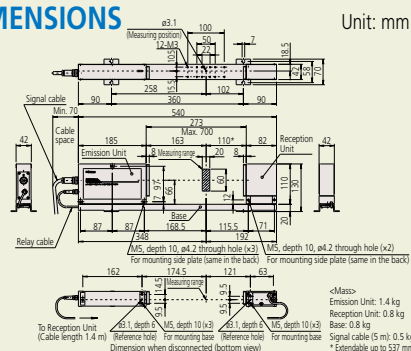 MENSIONS
Unit: mm
ø3.1
(Measuring position)
12-M3
100
50
22
7
18.5
42
58
70
10.5
15.5
258
102
90
360
90
Signal cable
Min. 70
540
273
Max. 700
Cable
space
185
163
110*
82
Reception
Unit
42
Emission Unit
8
Measuring range
20
8
42
97
7
66
60
12
110
130
20
Base
Relay cable
87
87
168.5
115.5
71
348
192
M5, depth 10, ø4.2 through hole (×3)
For mounting side plate (same in the back)
M5, depth 10, ø4.2 through hole (×2)
For mounting side plate (same in the back)
162
174.5
121
63
14.5
9.5
Measuring range
9.5
9.5
To Reception Unit
(Cable length 1.4 m)
ø3.1, depth 6
(Reference hole)
M5, depth 10 (×3)
For mounting base
ø3.1, depth 6
(Reference hole)
M5, depth 10 (×2)
For mounting base
Dimension when disconnected (bottom view)
<Mass>
Emission Unit: 1.4 kg
Reception Unit: 0.8 kg
Base: 0.8 kg
Signal cable (5 m): 0.5 kg
* Extendable up to 537 mm